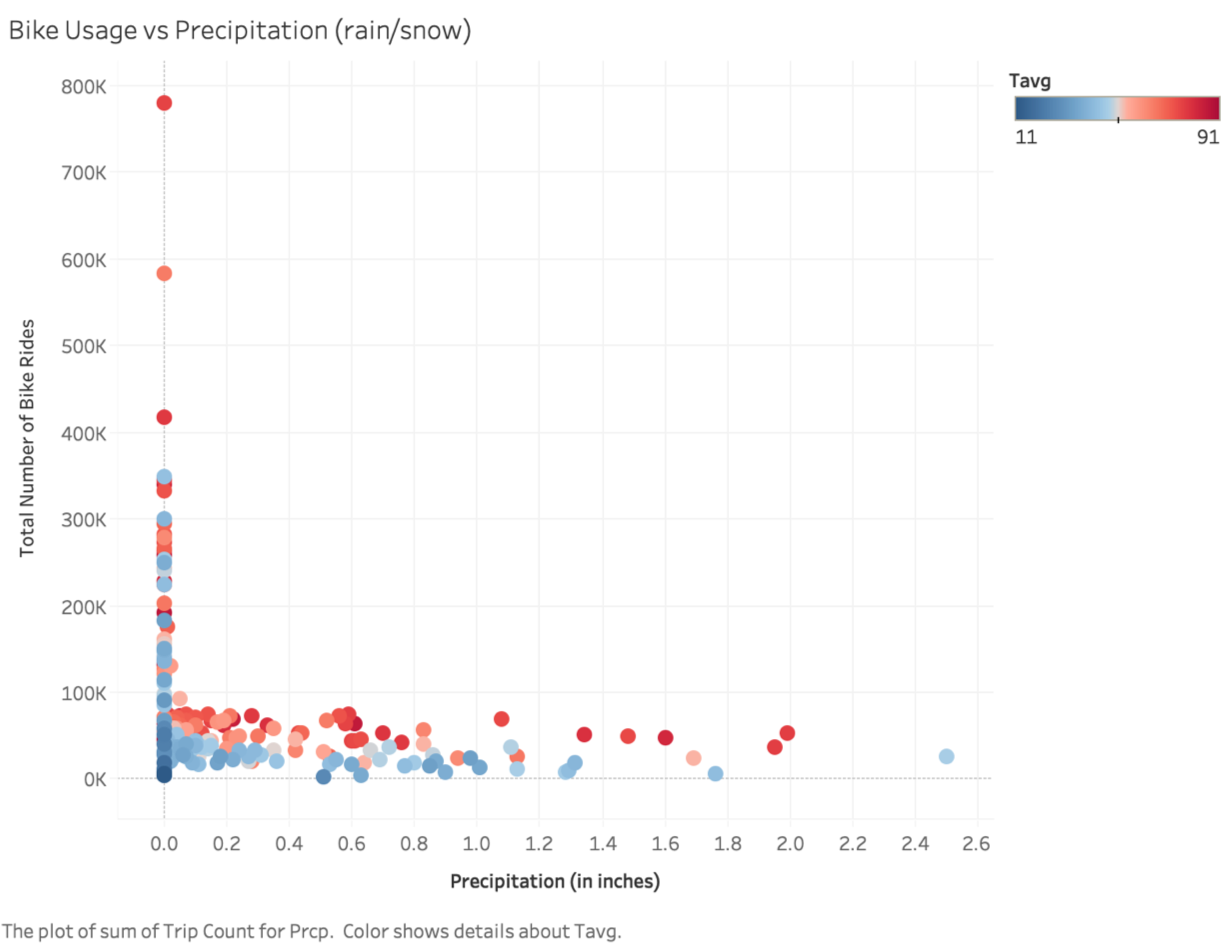 Bike Usage vs Precipitation (rain/snow)
Tavg
11 91
800K
700K
600K
500K
400K
300K
200K
100K
0K
Total Number of Bike Rides
0.0 0.2 0.4 0.6 0.8 1.0 1.2 1.4 1.6 1.8 2.0 2.2 2.4 2.6
Precipitation (in inches)
The plot of sum of Trip Count for Prcp. Color shows details about Tavg.